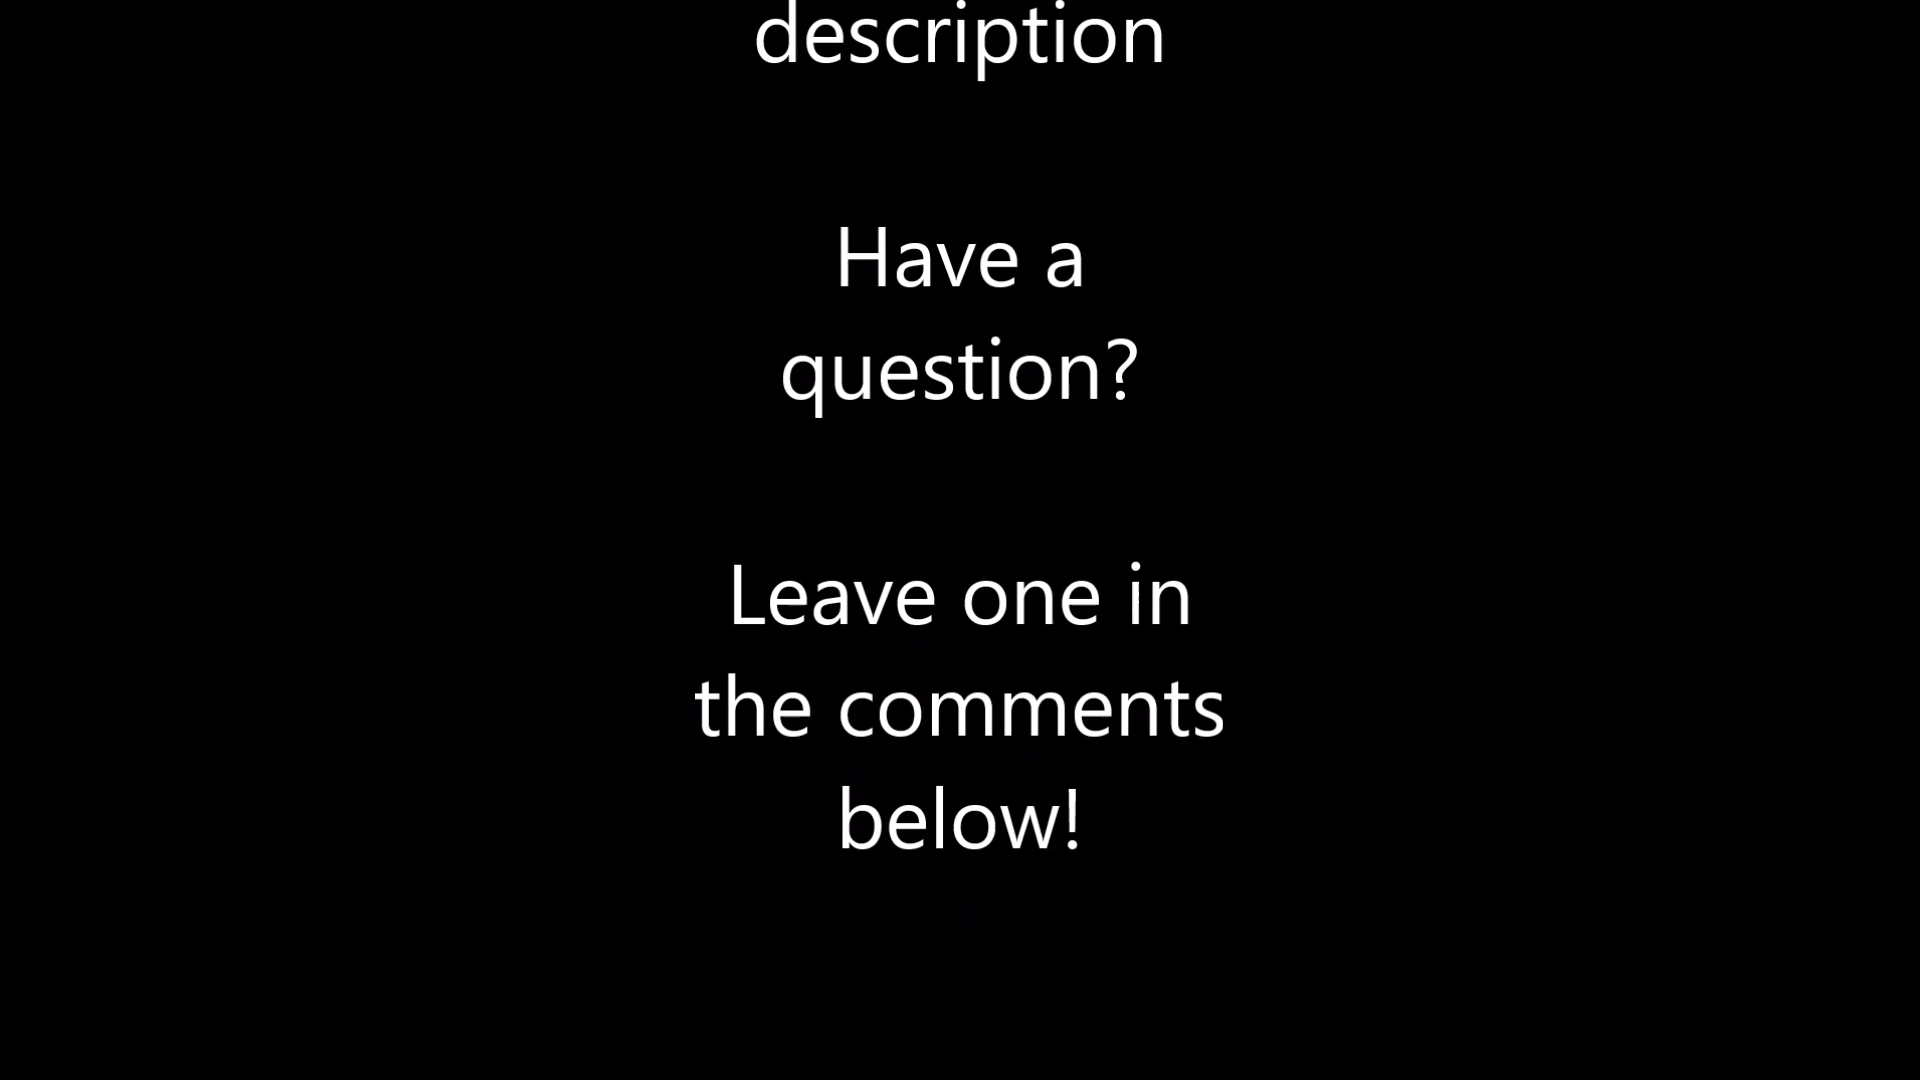 description
Have a
question?
Leave one in
the comments
below!